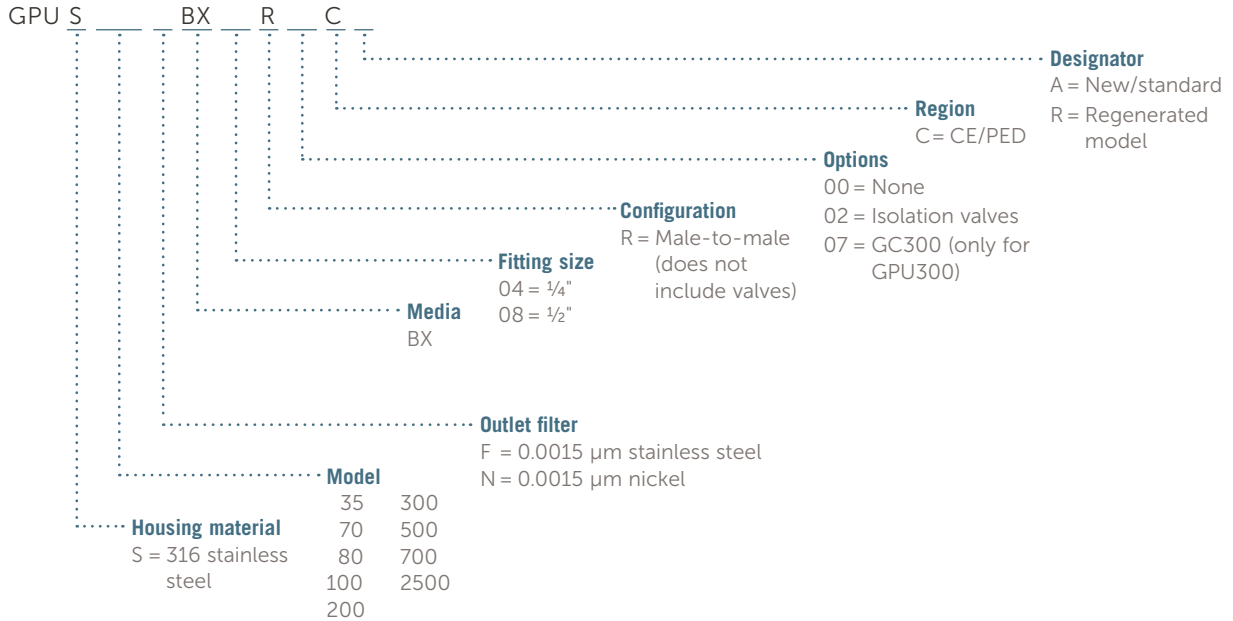 GPU S BX R C
Designator
A = New/standard
R = Regenerated
model
Region
C= CE/PED
Options
00 = None
02 = Isolation valves
07 = GC300 (only for
GPU300)
Configuration
R = Male-to-male
(does not
include valves)
Fitting size
04 = ¼"
08 = ½"
Media
BX
Outlet filter
F = 0.0015 µm stainless steel
N = 0.0015 µm nickel
Model
35 300
70 500
80 700
100 2500
200
Housing material
S = 316 stainless
steel